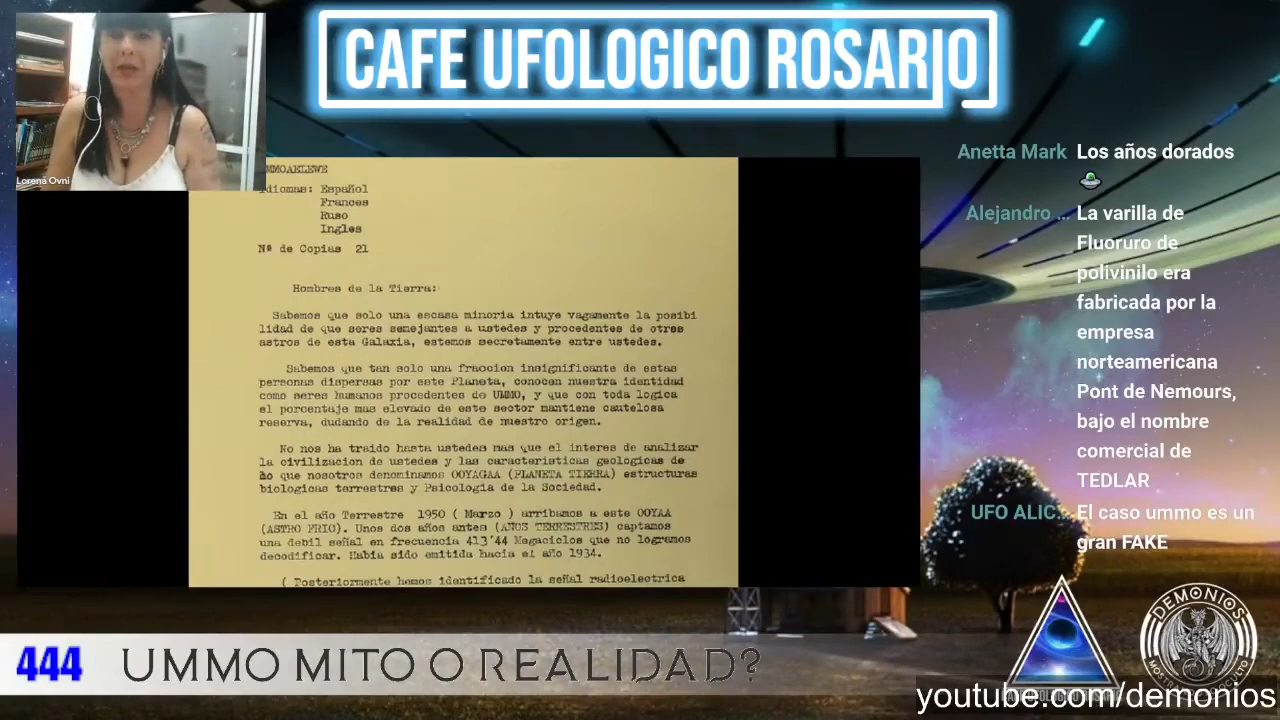 CAFE UFOLOGICO ROSARIO
Lorena Ovni
UMMOAELEWE
Idiomas: Español
Frances
Ruso
Ingles
Nº de Copias 21
Hombres de la Tierra:
Sabemos que solo una escasa minoria intuye vagamente la posibi
lidad de que seres semejantes a ustedes y procedentes de otros
astros de esta Galaxia, estemos secretamente entre ustedes.
Sabemos que tan solo una fraccion insignificante de estas
personas dispersas por este Planeta, conocen nuestra identidad
como seres humanos procedentes de UMMO, y que con toda logica
el porcentaje mas elevado de este sector mantiene cautelosa
reserva, dudando de la realidad de nuestro origen.
No nos ha traido hasta ustedes mas que el interes de analizar
la civilizacion de ustedes y las caracteristicas geologicas de
lo que nosotros denominamos OOYAGAA (PLANETA TIERRA) estructuras
biologicas terrestres y Psicologia de la Sociedad.
En el año Terrestre 1950 ( Marzo ) arribamos a este OOYAA
(ASTRO FRIO). Unos dos años antes (AÑOS TERRESTRES) captamos
una debil señal en frecuencia 413'44 Megaciclos que no logramos
decodificar. Habia sido emitida hacia el año 1934.
( Posteriormente hemos identificado la señal radioelectrica
Anetta Mark Los años dorados
Alejandro ... La varilla de
Fluoruro de
polivinilo era
fabricada por la
empresa
norteamericana
Pont de Nemours,
bajo el nombre
comercial de
TEDLAR
UFO ALIC... El caso ummo es un
gran FAKE
444 UMMO MITO O REALIDAD?
DEMONIOS
youtube.com/demonios